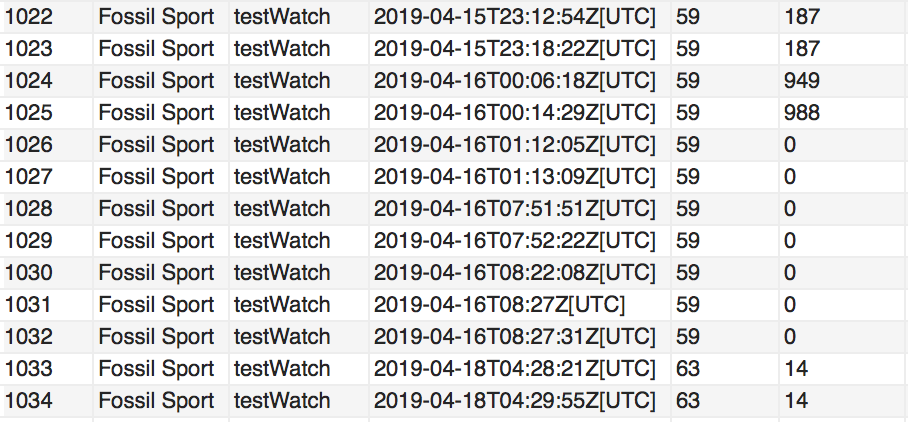 1022 Fossil Sport testWatch 2019-04-15T23:12:54Z[UTC] 59 187
1023 Fossil Sport testWatch 2019-04-15T23:18:22Z[UTC] 59 187
1024 Fossil Sport testWatch 2019-04-16T00:06:18Z[UTC] 59 949
1025 Fossil Sport testWatch 2019-04-16T00:14:29Z[UTC] 59 988
1026 Fossil Sport testWatch 2019-04-16T01:12:05Z[UTC] 59 0
1027 Fossil Sport testWatch 2019-04-16T01:13:09Z[UTC] 59 0
1028 Fossil Sport testWatch 2019-04-16T07:51:51Z[UTC] 59 0
1029 Fossil Sport testWatch 2019-04-16T07:52:22Z[UTC] 59 0
1030 Fossil Sport testWatch 2019-04-16T08:22:08Z[UTC] 59 0
1031 Fossil Sport testWatch 2019-04-16T08:27Z[UTC] 59 0
1032 Fossil Sport testWatch 2019-04-16T08:27:31Z[UTC] 59 0
1033 Fossil Sport testWatch 2019-04-18T04:28:21Z[UTC] 63 14
1034 Fossil Sport testWatch 2019-04-18T04:29:55Z[UTC] 63 14